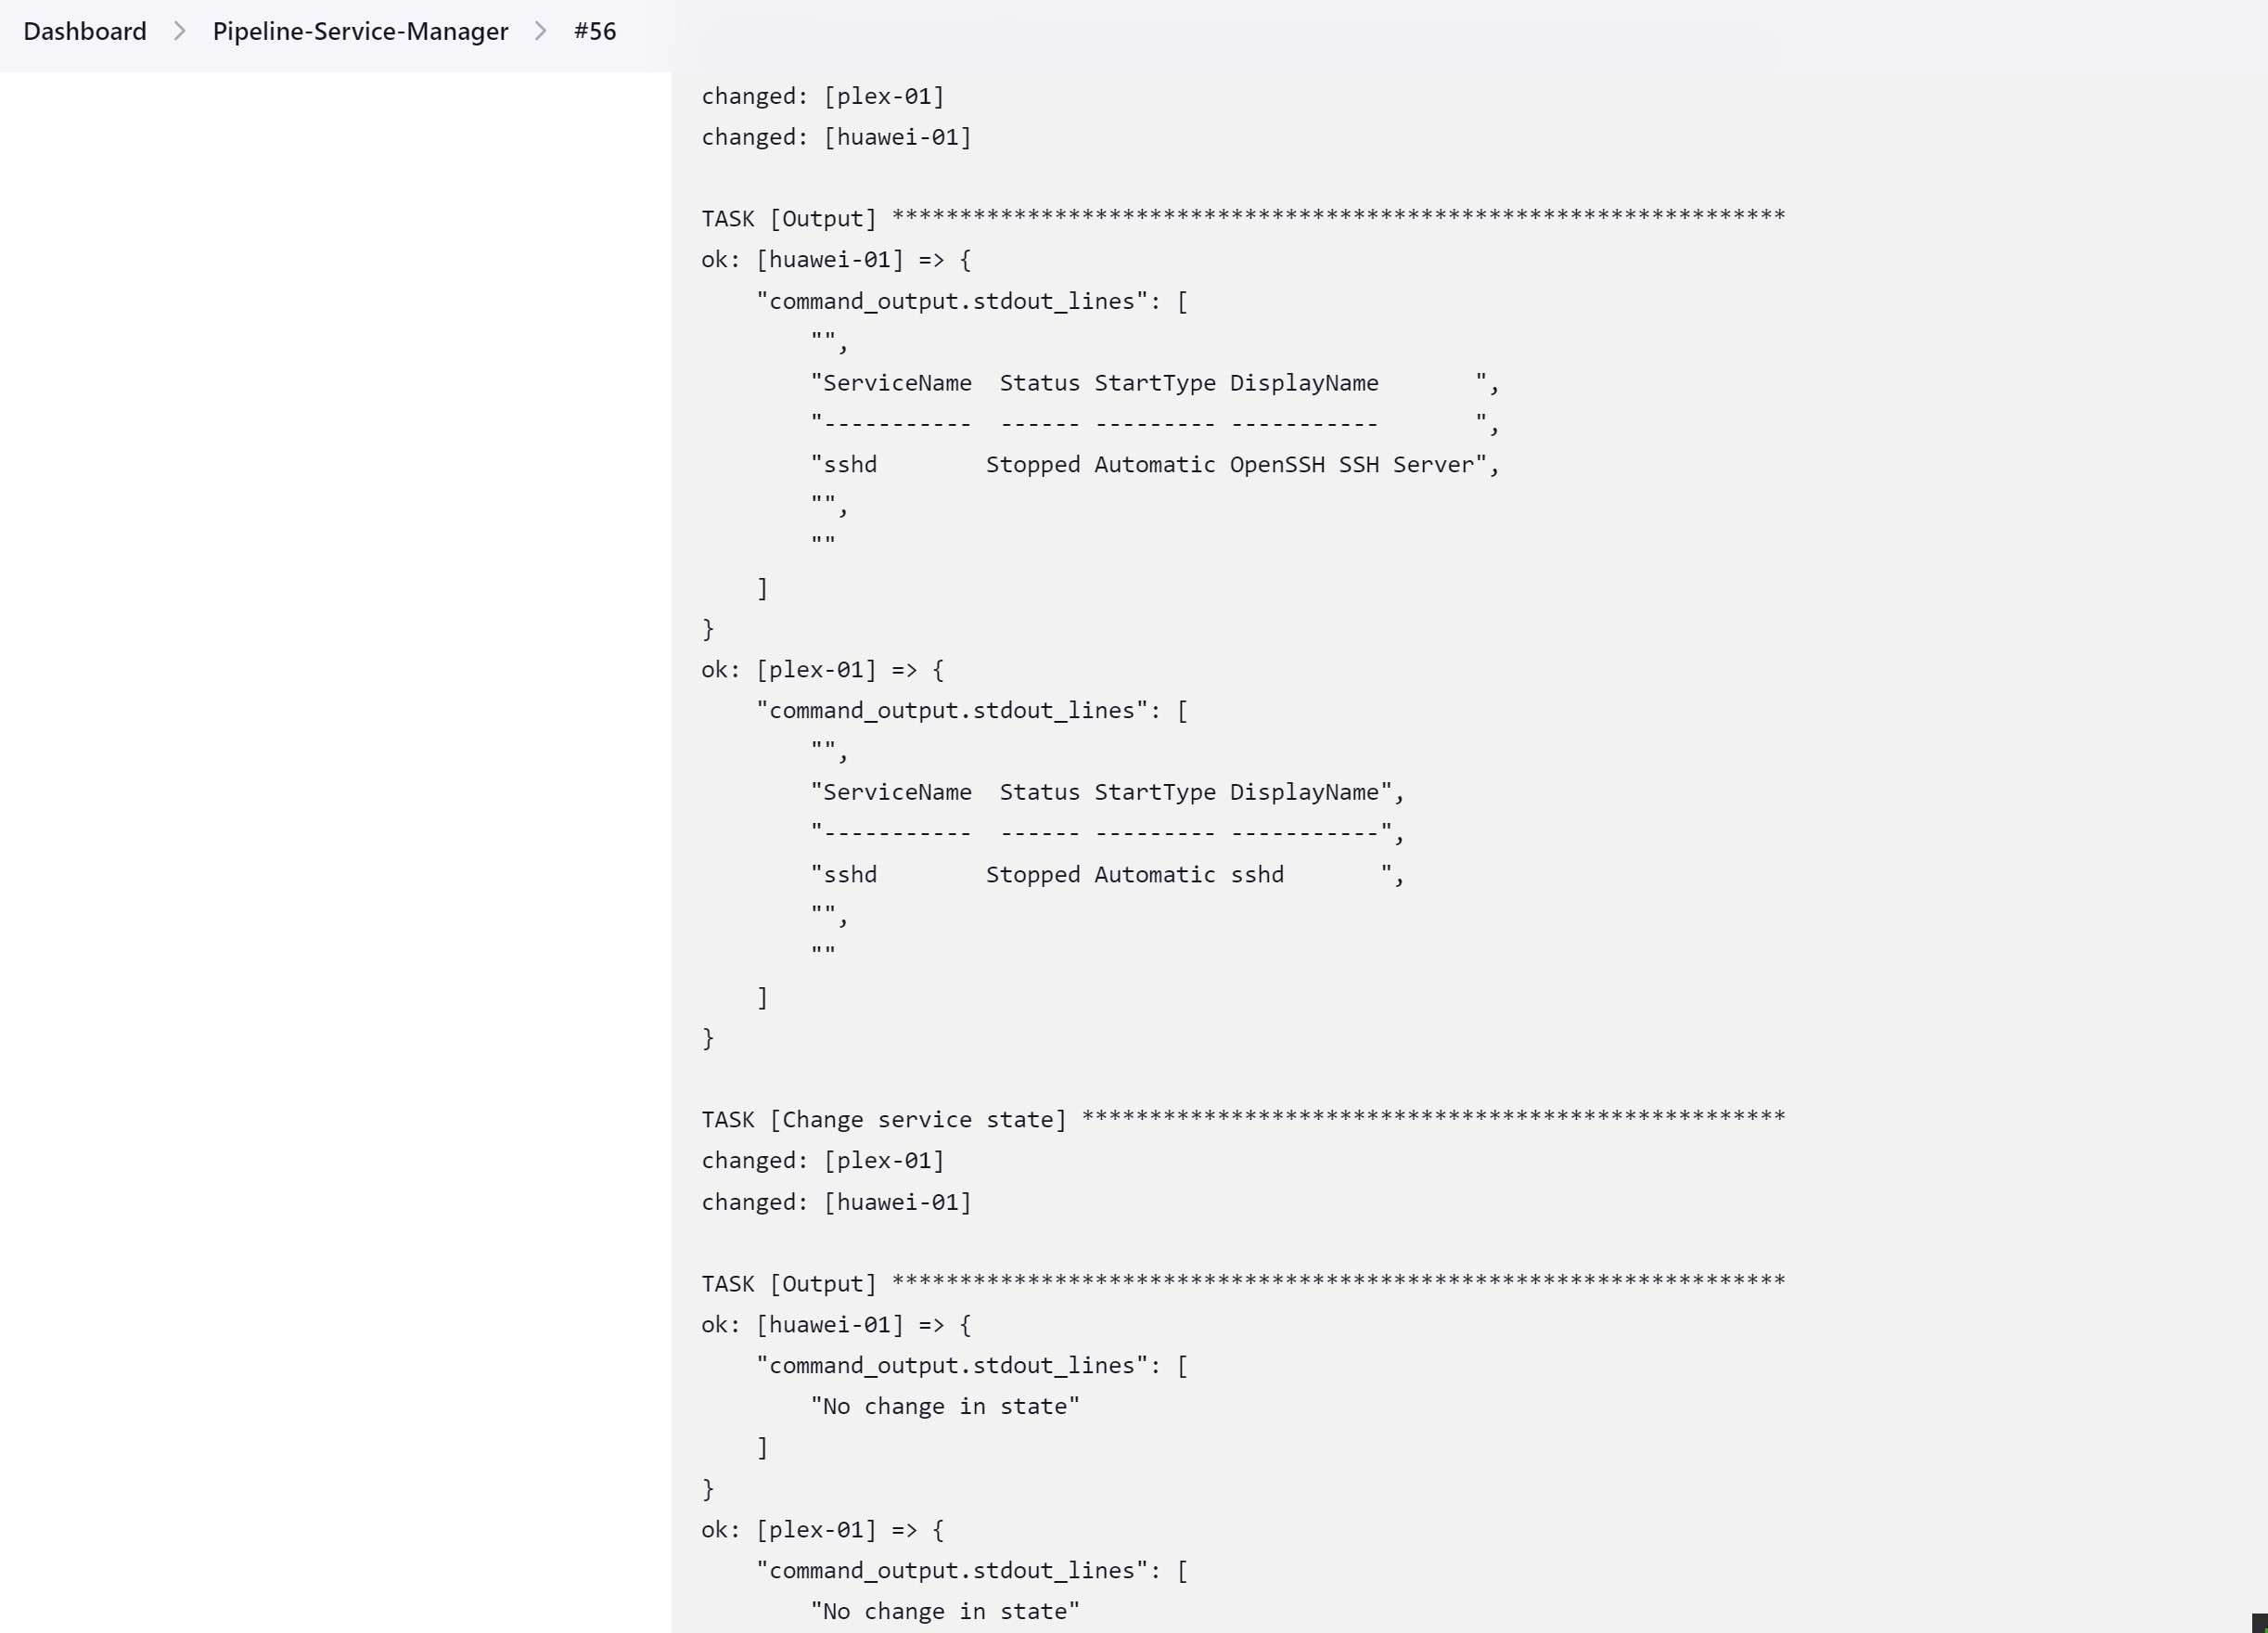 Dashboard > Pipeline-Service-Manager > #56
changed: [plex-01]
changed: [huawei-01]
TASK [Output] ******************************************************************
ok: [huawei-01] => {
    "command_output.stdout_lines": [
        "",
        "ServiceName  Status StartType DisplayName       ",
        "-----------  ------ --------- -----------       ",
        "sshd        Stopped Automatic OpenSSH SSH Server",
        "",
        ""
    ]
}
ok: [plex-01] => {
    "command_output.stdout_lines": [
        "",
        "ServiceName  Status StartType DisplayName",
        "-----------  ------ --------- -----------",
        "sshd        Stopped Automatic sshd       ",
        "",
        ""
    ]
}
TASK [Change service state] ****************************************************
changed: [plex-01]
changed: [huawei-01]
TASK [Output] ******************************************************************
ok: [huawei-01] => {
    "command_output.stdout_lines": [
        "No change in state"
    ]
}
ok: [plex-01] => {
    "command_output.stdout_lines": [
        "No change in state"